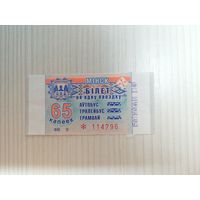 МІНСК
БІЛЕТ
на адну паездку
65
капеек
АЎТОБУС
ТРАЛЕЙБУС
ТРАМВАЙ
* 114796